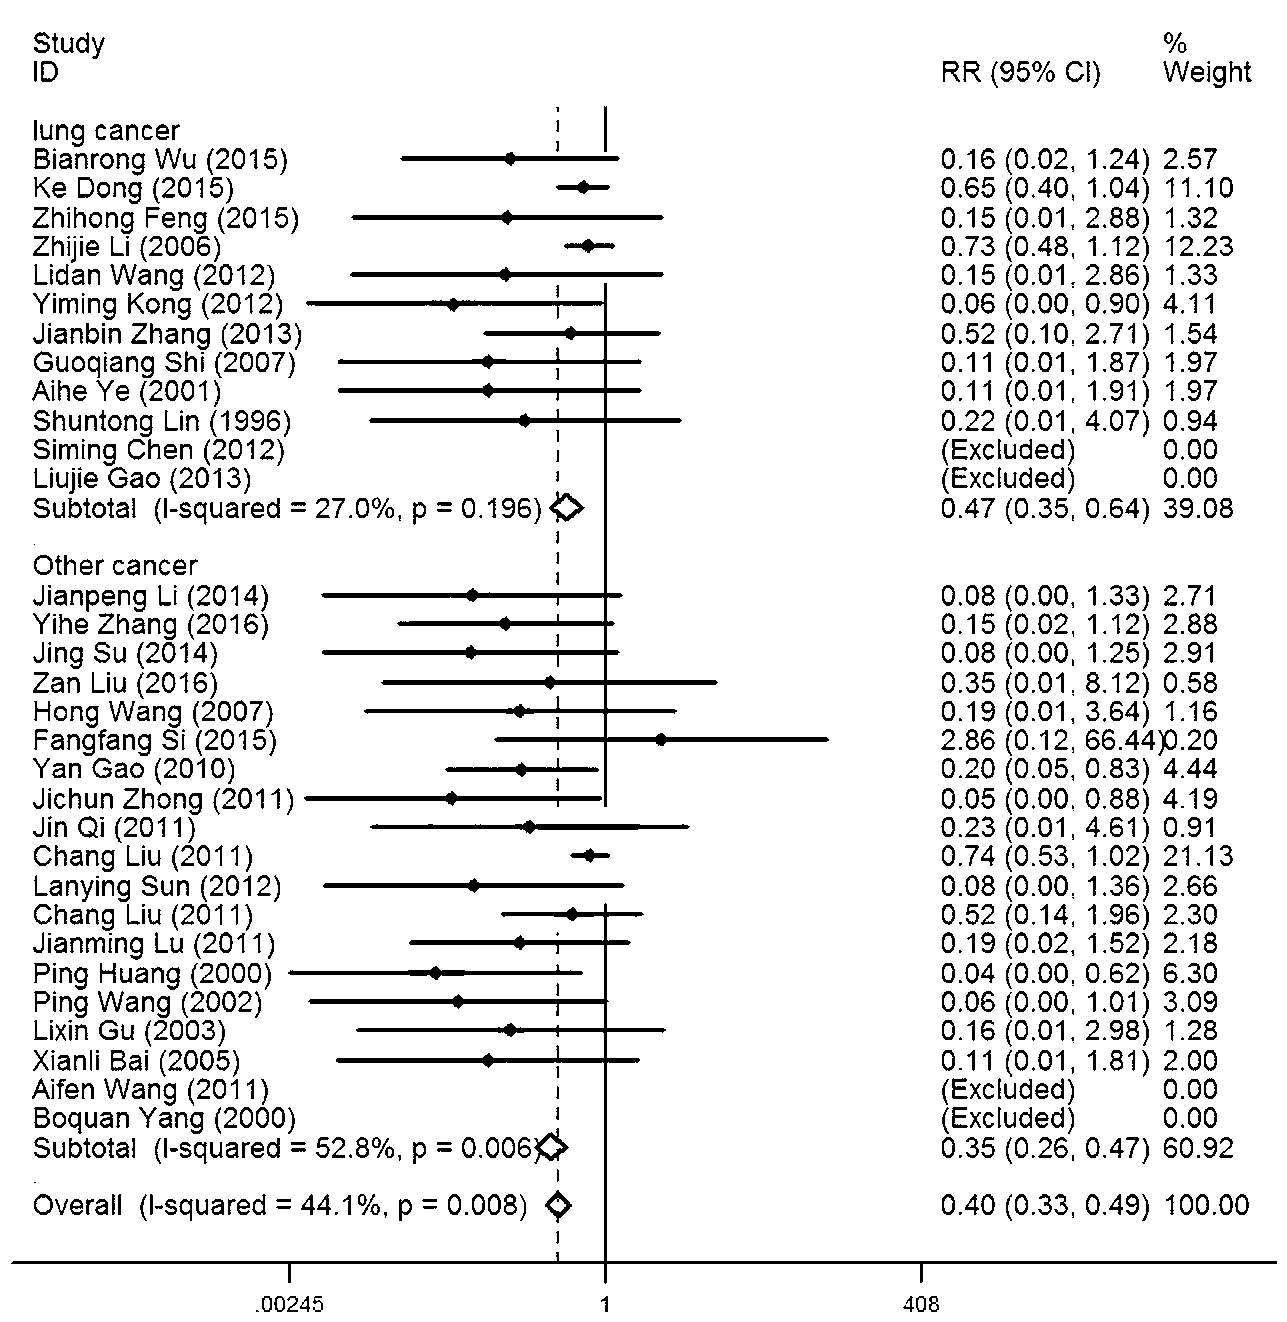 Study %
ID RR (95% CI) Weight
lung cancer
Bianrong Wu (2015) 0.16 (0.02, 1.24) 2.57
Ke Dong (2015) 0.65 (0.40, 1.04) 11.10
Zhihong Feng (2015) 0.15 (0.01, 2.88) 1.32
Zhijie Li (2006) 0.73 (0.48, 1.12) 12.23
Lidan Wang (2012) 0.15 (0.01, 2.86) 1.33
Yiming Kong (2012) 0.06 (0.00, 0.90) 4.11
Jianbin Zhang (2013) 0.52 (0.10, 2.71) 1.54
Guoqiang Shi (2007) 0.11 (0.01, 1.87) 1.97
Aihe Ye (2001) 0.11 (0.01, 1.91) 1.97
Shuntong Lin (1996) 0.22 (0.01, 4.07) 0.94
Siming Chen (2012) (Excluded) 0.00
Liujie Gao (2013) (Excluded) 0.00
Subtotal (I-squared = 27.0%, p = 0.196) 0.47 (0.35, 0.64) 39.08
Other cancer
Jianpeng Li (2014) 0.08 (0.00, 1.33) 2.71
Yihe Zhang (2016) 0.15 (0.02, 1.12) 2.88
Jing Su (2014) 0.08 (0.00, 1.25) 2.91
Zan Liu (2016) 0.35 (0.01, 8.12) 0.58
Hong Wang (2007) 0.19 (0.01, 3.64) 1.16
Fangfang Si (2015) 2.86 (0.12, 66.44) 0.20
Yan Gao (2010) 0.20 (0.05, 0.83) 4.44
Jichun Zhong (2011) 0.05 (0.00, 0.88) 4.19
Jin Qi (2011) 0.23 (0.01, 4.61) 0.91
Chang Liu (2011) 0.74 (0.53, 1.02) 21.13
Lanying Sun (2012) 0.08 (0.00, 1.36) 2.66
Chang Liu (2011) 0.52 (0.14, 1.96) 2.30
Jianming Lu (2011) 0.19 (0.02, 1.52) 2.18
Ping Huang (2000) 0.04 (0.00, 0.62) 6.30
Ping Wang (2002) 0.06 (0.00, 1.01) 3.09
Lixin Gu (2003) 0.16 (0.01, 2.98) 1.28
Xianli Bai (2005) 0.11 (0.01, 1.81) 2.00
Aifen Wang (2011) (Excluded) 0.00
Boquan Yang (2000) (Excluded) 0.00
Subtotal (I-squared = 52.8%, p = 0.006) 0.35 (0.26, 0.47) 60.92
Overall (I-squared = 44.1%, p = 0.008) 0.40 (0.33, 0.49) 100.00
.00245 1 408